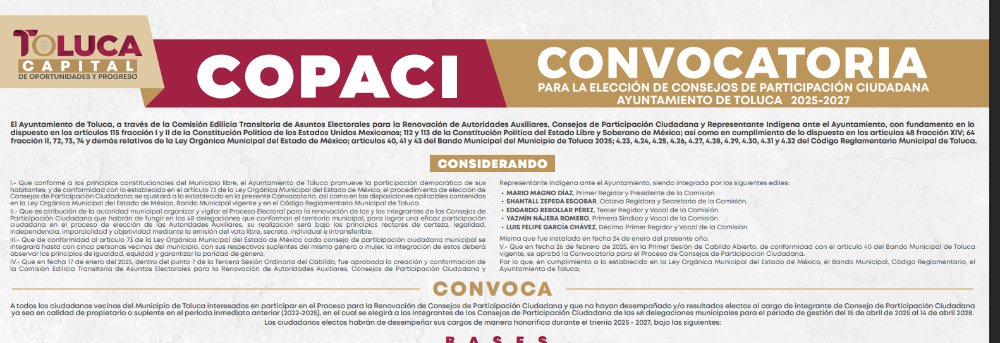 TOLUCA
CAPITAL
DE OPORTUNIDADES Y PROGRESO
COPACI
CONVOCATORIA
PARA LA ELECCIÓN DE CONSEJOS DE PARTICIPACIÓN CIUDADANA
AYUNTAMIENTO DE TOLUCA 2025-2027
El Ayuntamiento de Toluca, a través de la Comisión Edilicia Transitoria de Asuntos Electorales para la Renovación de Autoridades Auxiliares, Consejos de Participación Ciudadana y Representante Indígena ante el Ayuntamiento, con fundamento en lo
dispuesto en los artículos 115 fracción I y II de la Constitución Política de los Estados Unidos Mexicanos; 112 y 113 de la Constitución Política del Estado Libre y Soberano de México; así como en cumplimiento de lo dispuesto en los artículos 48 fracción XIV; 64
fracción II, 72, 73, 74 y demás relativos de la Ley Orgánica Municipal del Estado de México; artículos 40, 41 y 43 del Bando Municipal del Municipio de Toluca 2025; 4.23, 4.24, 4.25, 4.26, 4.27, 4.28, 4.29, 4.30, 4.31 y 4.32 del Código Reglamentario Municipal de Toluca.
CONSIDERANDO
I.- Que conforme a los principios constitucionales del Municipio libre, el Ayuntamiento de Toluca promueve la participación democrática de sus
habitantes; y de conformidad con lo establecido en el artículo 73 de la Ley Orgánica Municipal del Estado de México, el procedimiento de elección de
Consejos de Participación Ciudadana; se ajustará a lo establecido en la presente Convocatoria, así como en las disposiciones aplicables contenidas
en la Ley Orgánica Municipal del Estado de México, Bando Municipal vigente y en el Código Reglamentario Municipal de Toluca.
II.- Que es atribución de la autoridad municipal organizar y vigilar el Proceso Electoral para la renovación de las y los integrantes de los Consejos de
Participación Ciudadana que habrán de fungir en las 48 delegaciones que conforman el territorio municipal, para lograr una eficaz participación
ciudadana en el proceso de elección de las Autoridades Auxiliares, su realización será bajo los principios rectores de certeza, legalidad,
independencia, imparcialidad y objetividad mediante la emisión del voto libre, secreto, individual e intransferible.
III.- Que de conformidad al artículo 73 de la Ley Orgánica Municipal del Estado de México cada consejo de participación ciudadana municipal se
integrará hasta con cinco personas vecinas del municipio, con sus respectivos suplentes del mismo género o mujer, la integración de estos deberá
observar los principios de igualdad, equidad y garantizar la paridad de género;
IV.- Que en fecha 17 de enero del 2025, dentro del punto 7 de la Tercera Sesión Ordinaria del Cabildo, fue aprobada la creación y conformación de
la Comisión Edilicia Transitoria de Asuntos Electorales para la Renovación de Autoridades Auxiliares, Consejos de Participación Ciudadana y
Representante Indígena ante el Ayuntamiento, siendo integrada por los siguientes ediles:
• MARIO MAGNO DÍAZ, Primer Regidor y Presidente de la Comisión.
• SHANTALL ZEPEDA ESCOBAR, Octava Regidora y Secretaria de la Comisión.
• EDGARDO REBOLLAR PÉREZ, Tercer Regidor y Vocal de la Comisión.
• YAZMÍN NÁJERA ROMERO, Primera Sindica y Vocal de la Comisión.
• LUIS FELIPE GARCÍA CHÁVEZ, Décimo Primer Regidor y Vocal de la Comisión.
Misma que fue instalada en fecha 24 de enero del presente año.
V.- Que en fecha 26 de febrero de 2025, en la Primer Sesión de Cabildo Abierto, de conformidad con el artículo 40 del Bando Municipal de Toluca
vigente, se aprobó la Convocatoria para el Proceso de Consejos de Participación Ciudadana.
Por lo que, en cumplimiento a lo establecido en la Ley Orgánica Municipal del Estado de México, el Bando Municipal, Código Reglamentario, el
Ayuntamiento de Toluca;
CONVOCA
A todos los ciudadanos vecinos del Municipio de Toluca interesados en participar en el Proceso para la Renovación de Consejos de Participación Ciudadana y que no hayan desempañado y/o resultados electos al cargo de integrante de Consejo de Participación Ciudadana
ya sea en calidad de propietario o suplente en el periodo inmediato anterior (2022-2025), en el cual se elegirá a los integrantes de los Consejos de Participación Ciudadana de las 48 delegaciones municipales para el periodo de gestión del 15 de abril de 2025 al 14 de abril 2028.
Los ciudadanos electos habrán de desempeñar sus cargos de manera honorifica durante el trienio 2025 - 2027, bajo las siguientes:
BASES